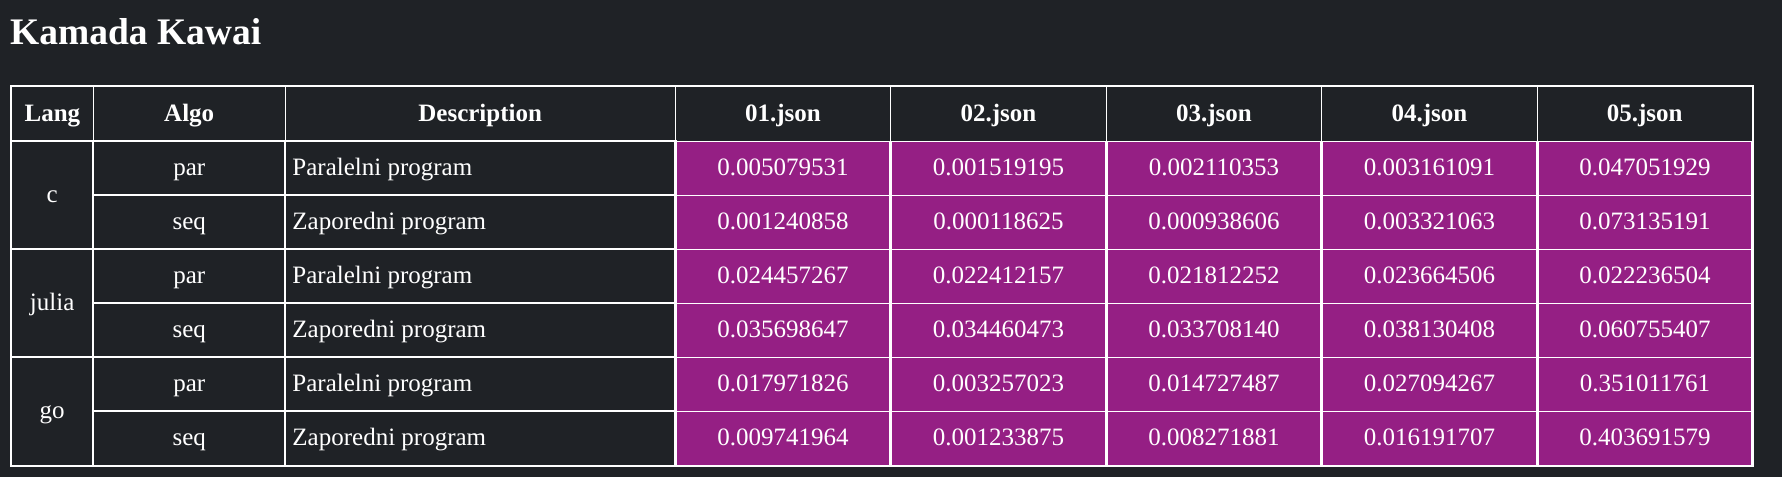 Kamada Kawai
Lang Algo Description 01.json 02.json 03.json 04.json 05.json
c par Paralelni program 0.005079531 0.001519195 0.002110353 0.003161091 0.047051929
seq Zaporedni program 0.001240858 0.000118625 0.000938606 0.003321063 0.073135191
julia par Paralelni program 0.024457267 0.022412157 0.021812252 0.023664506 0.022236504
seq Zaporedni program 0.035698647 0.034460473 0.033708140 0.038130408 0.060755407
go par Paralelni program 0.017971826 0.003257023 0.014727487 0.027094267 0.351011761
seq Zaporedni program 0.009741964 0.001233875 0.008271881 0.016191707 0.403691579